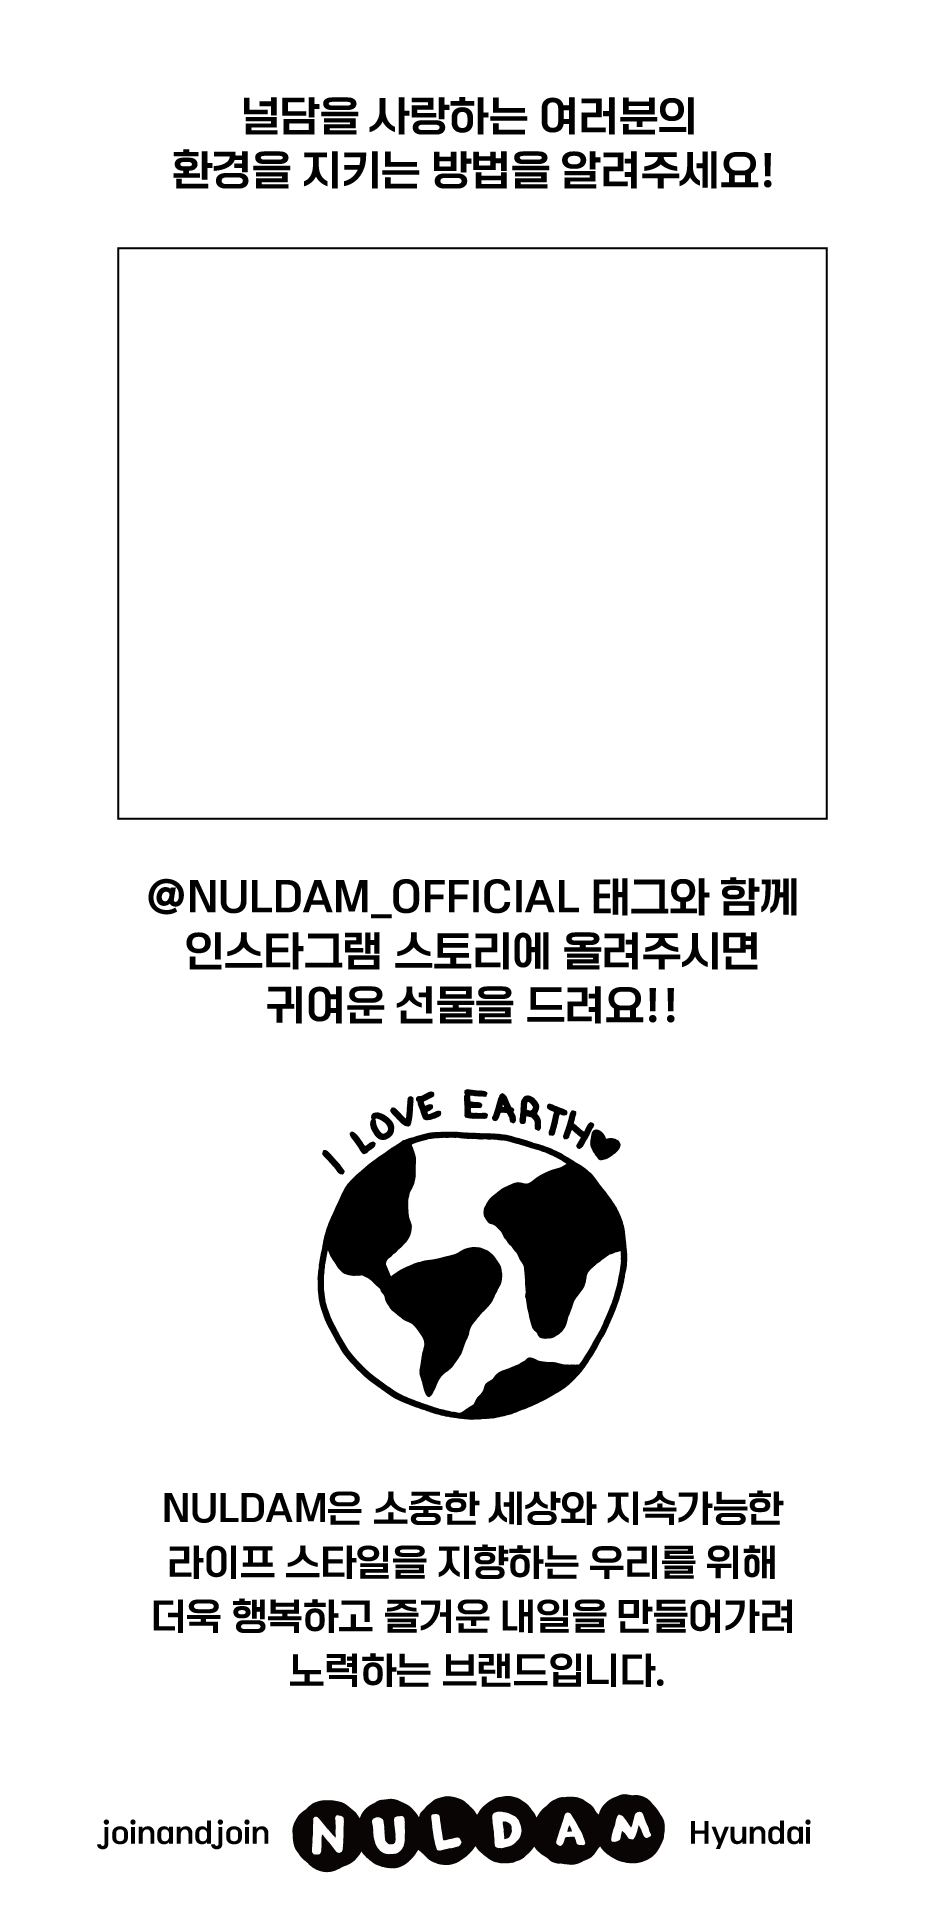 널담을 사랑하는 여러분의
환경을 지키는 방법을 알려주세요!
@NULDAM_OFFICIAL 태그와 함께
인스타그램 스토리에 올려주시면
귀여운 선물을 드려요!!
I LOVE EARTH♥
NULDAM은 소중한 세상와 지속가능한
라이프 스타일을 지향하는 우리를 위해
더욱 행복하고 즐거운 내일을 만들어가려
노력하는 브랜드입니다.
joinandjoin NULDAM Hyundai